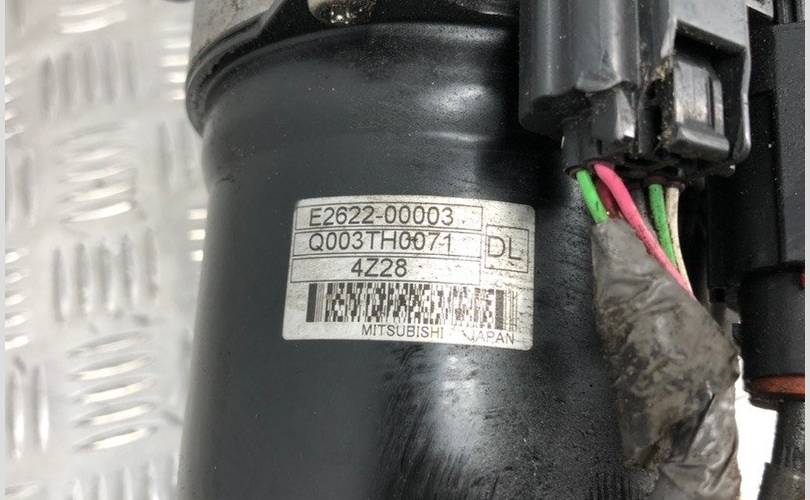 E2622-00003
Q003TH0071 DL
4Z28
MITSUBISHI JAPAN